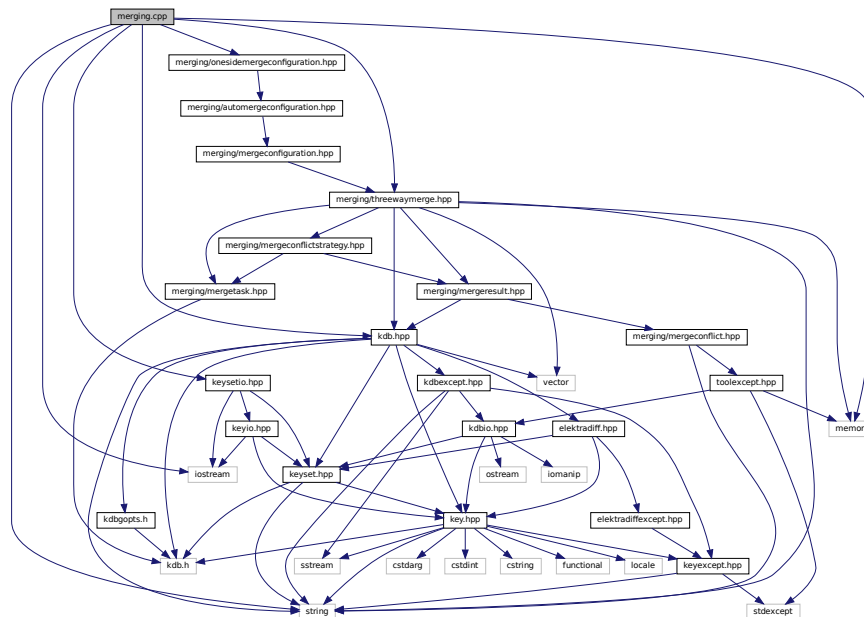 merging.cpp
merging/onesidemergeconfiguration.hpp
merging/automergeconfiguration.hpp
merging/mergeconfiguration.hpp
merging/threewaymerge.hpp
merging/mergeconflictstrategy.hpp
merging/mergetask.hpp
merging/mergeresult.hpp
kdb.hpp
merging/mergeconflict.hpp
keysetio.hpp
kdbexcept.hpp
vector
toolexcept.hpp
keyio.hpp
kdbio.hpp
elektradiff.hpp
memor
iostream
keyset.hpp
ostream
iomanip
kdbgopts.h
key.hpp
elektradiffexcept.hpp
kdb.h
sstream
cstdarg
cstdint
cstring
functional
locale
keyexcept.hpp
string
stdexcept